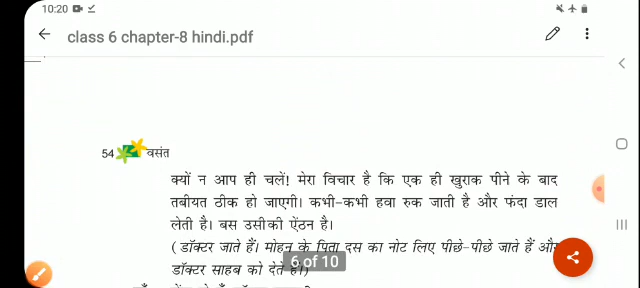 10:20
class 6 chapter-8 hindi.pdf
54 वसंत
क्यों न आप ही चलें! मेरा विचार है कि एक ही खुराक पीने के बाद
तबीयत ठीक हो जाएगी। कभी-कभी हवा रुक जाती है और फंदा डाल
लेती है। बस उसीकी ऐंठन है।
(डॉक्टर जाते हैं। मोहन के पिता दस का नोट लिए पीछे-पीछे जाते हैं और
डॉक्टर साहब को देते हैं।)
6 of 10